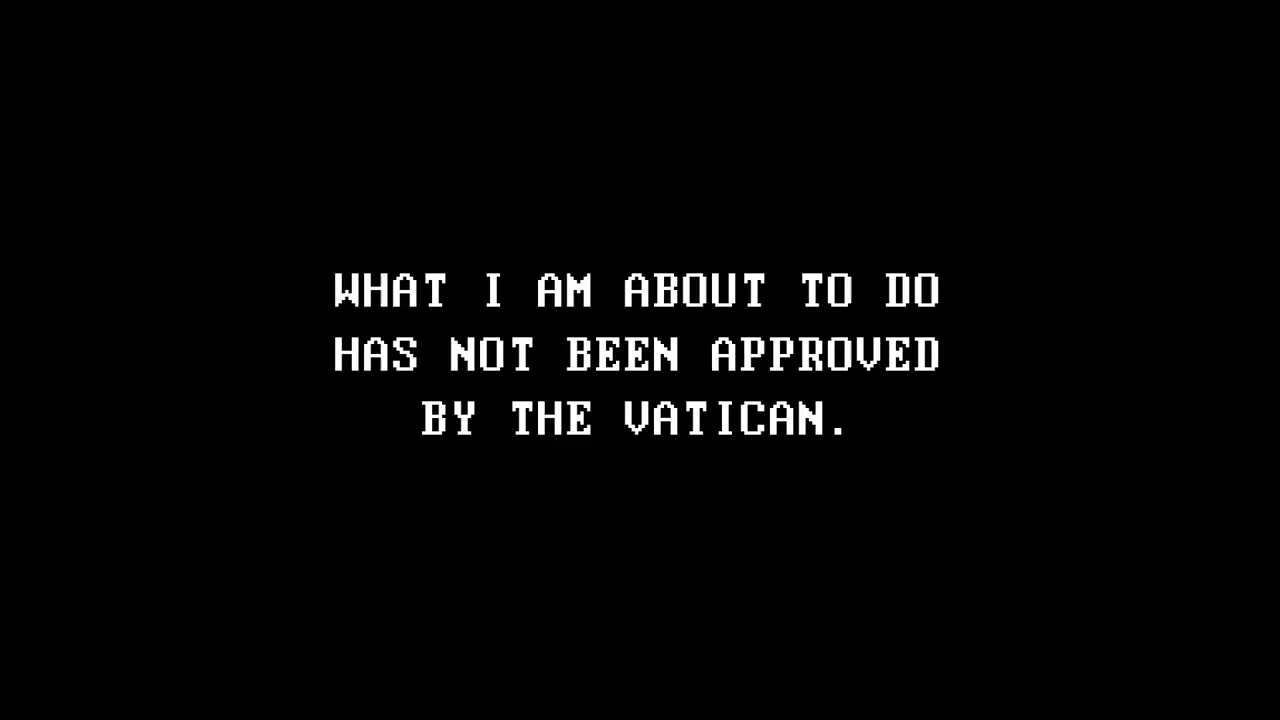 WHAT I AM ABOUT TO DO
HAS NOT BEEN APPROVED
BY THE VATICAN.